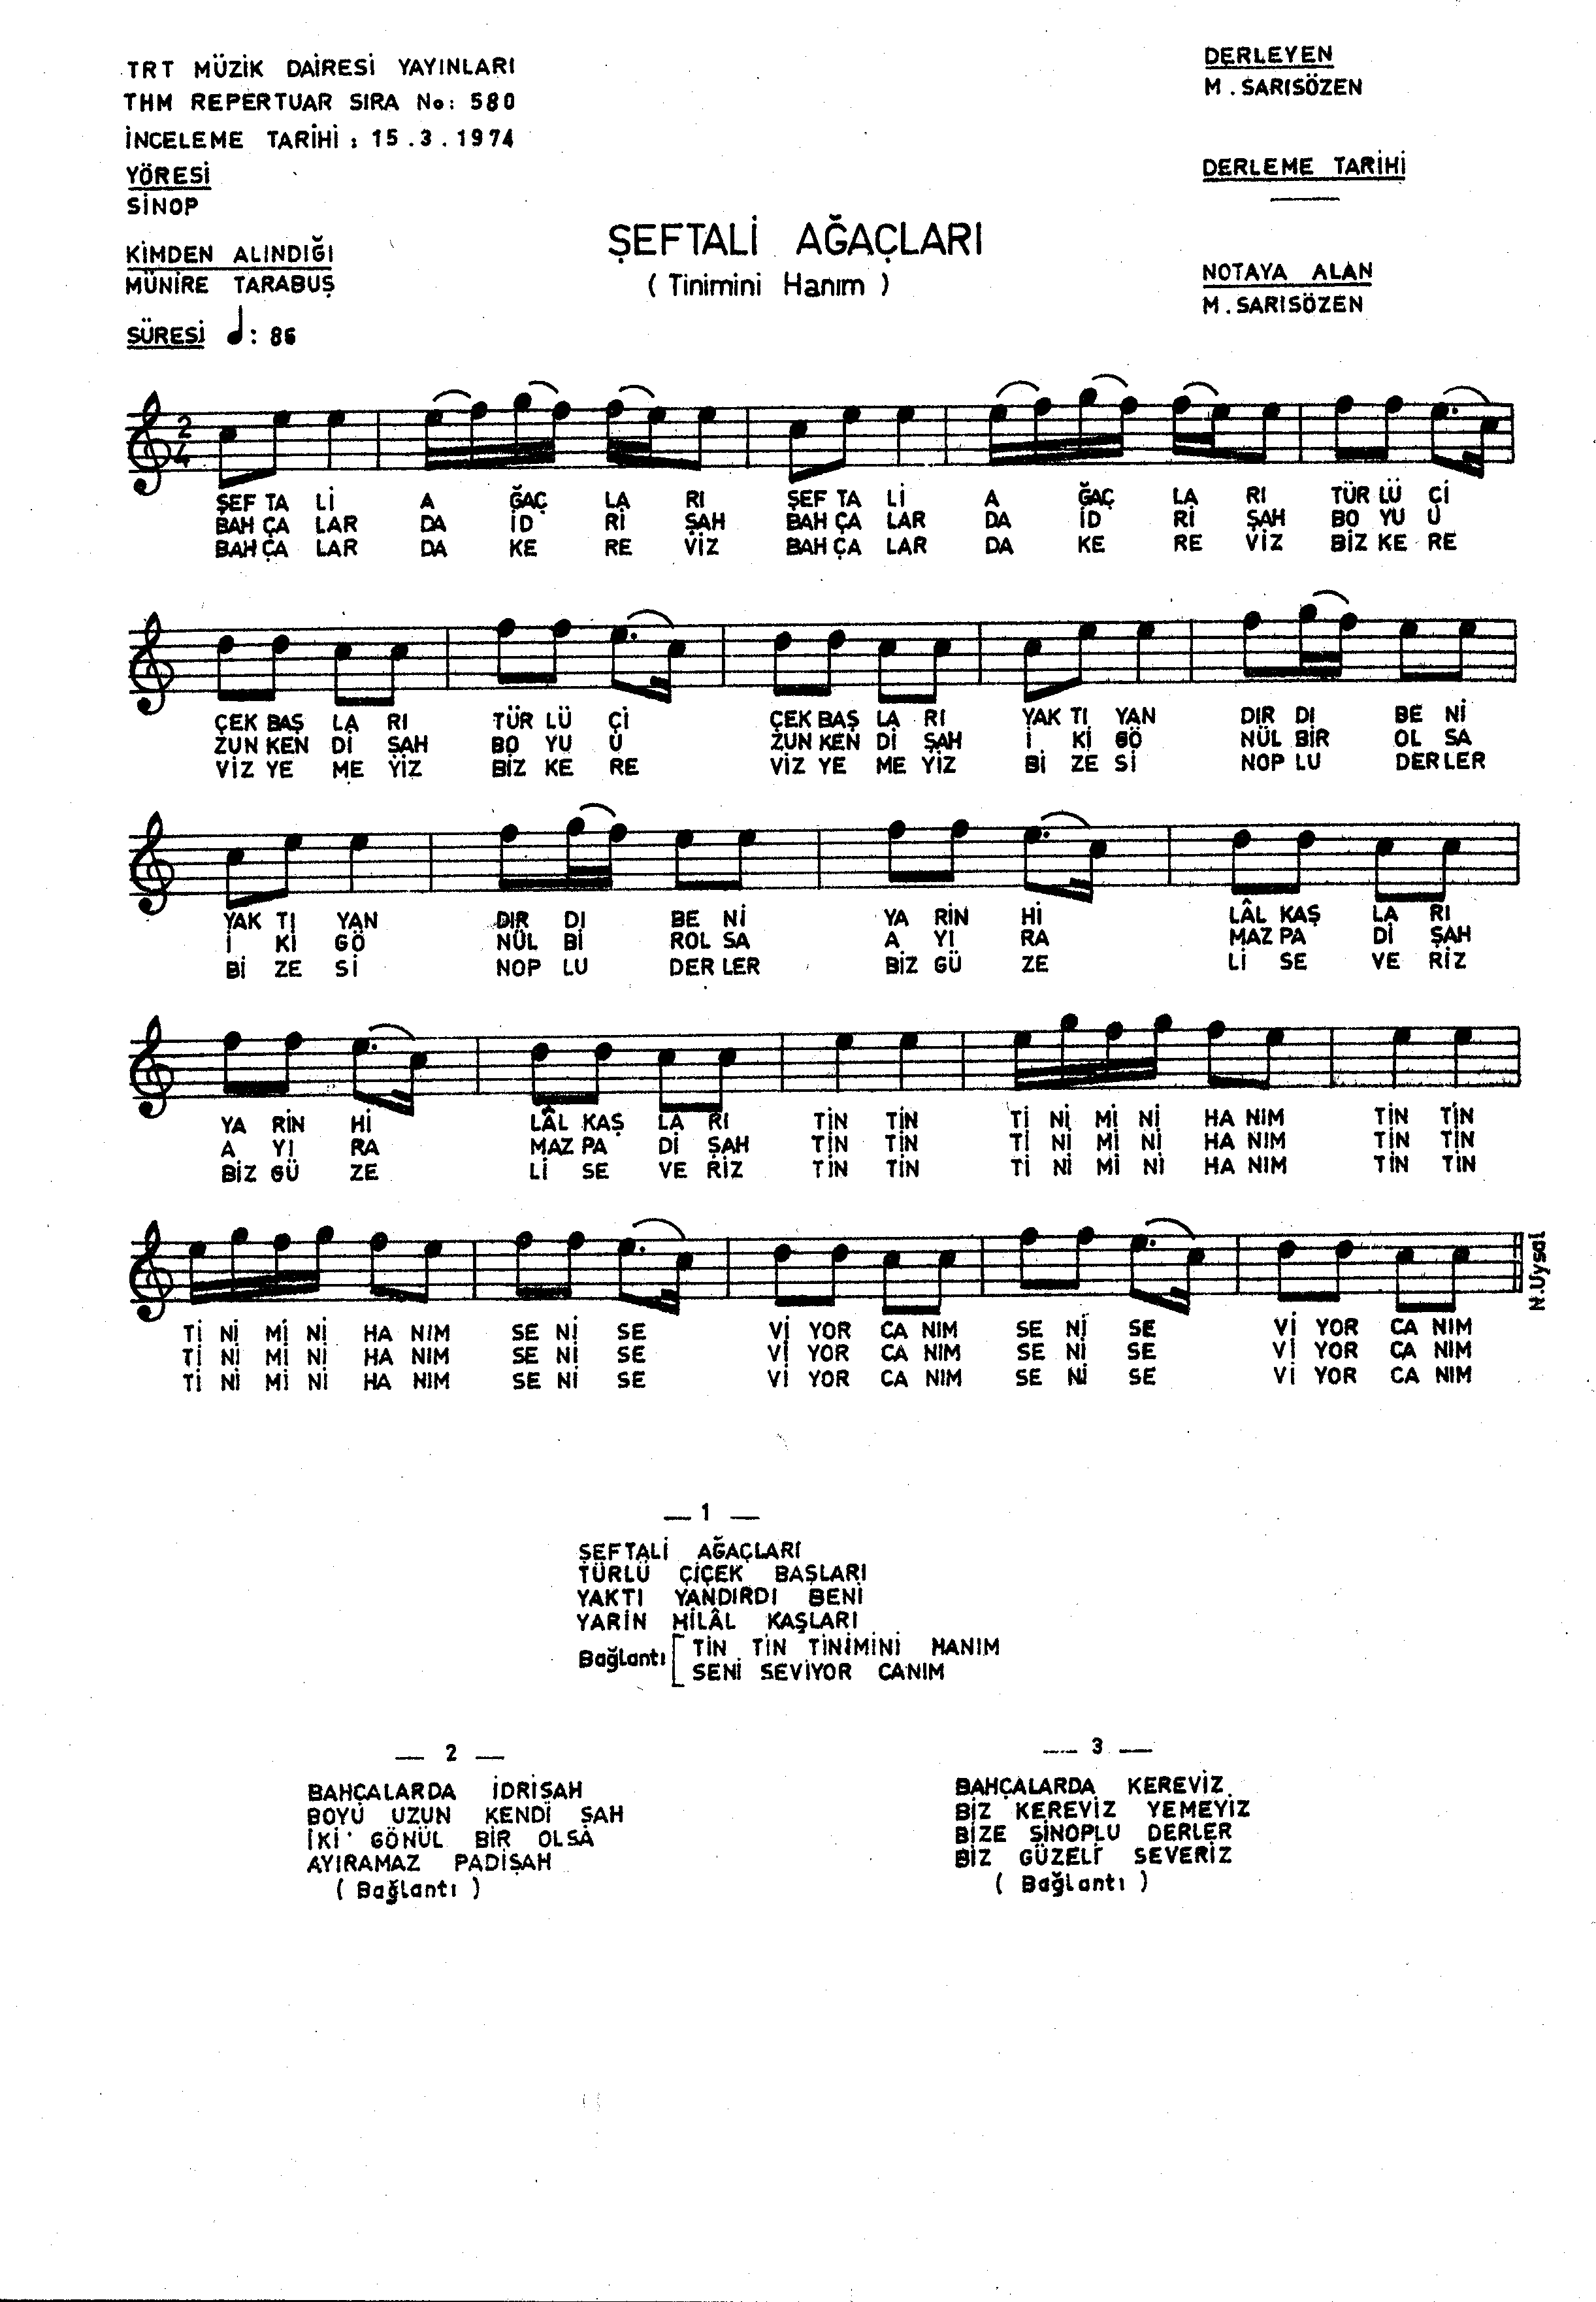 TRT MÜZİK DAİRESİ YAYINLARI
THM REPERTUAR SIRA No: 580
İNCELEME TARİHİ : 15.3.1974
YÖRESİ
SİNOP
KİMDEN ALINDIĞI
MÜNİRE TARABUŞ
SÜRESİ : 86
DERLEYEN
M. SARISÖZEN
DERLEME TARİHİ
NOTAYA ALAN
M. SARISÖZEN
ŞEFTALİ AĞAÇLARI
( Tinimini Hanım )
2
4
ŞEF TA Lİ A ĞAÇ LA RI ŞEF TA Lİ A ĞAÇ LA RI TÜR LÜ Çİ
BAH ÇA LAR DA İD Rİ ŞAH BAH ÇA LAR DA İD Rİ ŞAH BO YU U
BAH ÇA LAR DA KE RE VİZ BAH ÇA LAR DA KE RE VİZ BİZ KE RE
ÇEK BAŞ LA RI TÜR LÜ Çİ ÇEK BAŞ LA RI YAK TI YAN DIR DI BE Nİ
ZUN KEN Dİ ŞAH BO YU U ZUN KEN Dİ ŞAH İ Kİ GÖ NÜL BİR OL SA
VİZ YE ME YİZ BİZ KE RE VİZ YE ME YİZ Bİ ZE Sİ NOP LU DER LER
YAK TI YAN DIR DI BE Nİ YA RİN Hİ LÂL KAŞ LA RI
İ Kİ GÖ NÜL Bİ ROL SA A YI RA MAZ PA Dİ ŞAH
Bİ ZE Sİ NOP LU DER LER BİZ GÜ ZE Lİ SE VE RİZ
YA RİN Hİ LÂL KAŞ LA RI TİN TİN Tİ Nİ Mİ Nİ HA NIM TİN TİN
A YI RA MAZ PA Dİ ŞAH TİN TİN Tİ Nİ Mİ Nİ HA NIM TİN TİN
BİZ GÜ ZE Lİ SE VE RİZ TİN TİN Tİ Nİ Mİ Nİ HA NIM TİN TİN
Tİ Nİ Mİ Nİ HA NIM SE Nİ SE Vİ YOR CA NIM SE Nİ SE Vİ YOR CA NIM
Tİ Nİ Mİ Nİ HA NIM SE Nİ SE Vİ YOR CA NIM SE Nİ SE Vİ YOR CA NIM
Tİ Nİ Mİ Nİ HA NIM SE Nİ SE Vİ YOR CA NIM SE Nİ SE Vİ YOR CA NIM
N.Uysal
— 1 —
ŞEFTALİ AĞAÇLARI
TÜRLÜ ÇİÇEK BAŞLARI
YAKTI YANDIRDI BENİ
YARİN HİLÂL KAŞLARI
Bağlantı [ TİN TİN TİNİMİNİ HANIM
SENİ SEVİYOR CANIM
— 2 —
BAHÇALARDA İDRİŞAH
BOYU UZUN KENDİ ŞAH
İKİ GÖNÜL BİR OLSA
AYIRAMAZ PADİŞAH
( Bağlantı )
— 3 —
BAHÇALARDA KEREVİZ
BİZ KEREVİZ YEMEYİZ
BİZE SİNOPLU DERLER
BİZ GÜZELİ SEVERİZ
( Bağlantı )